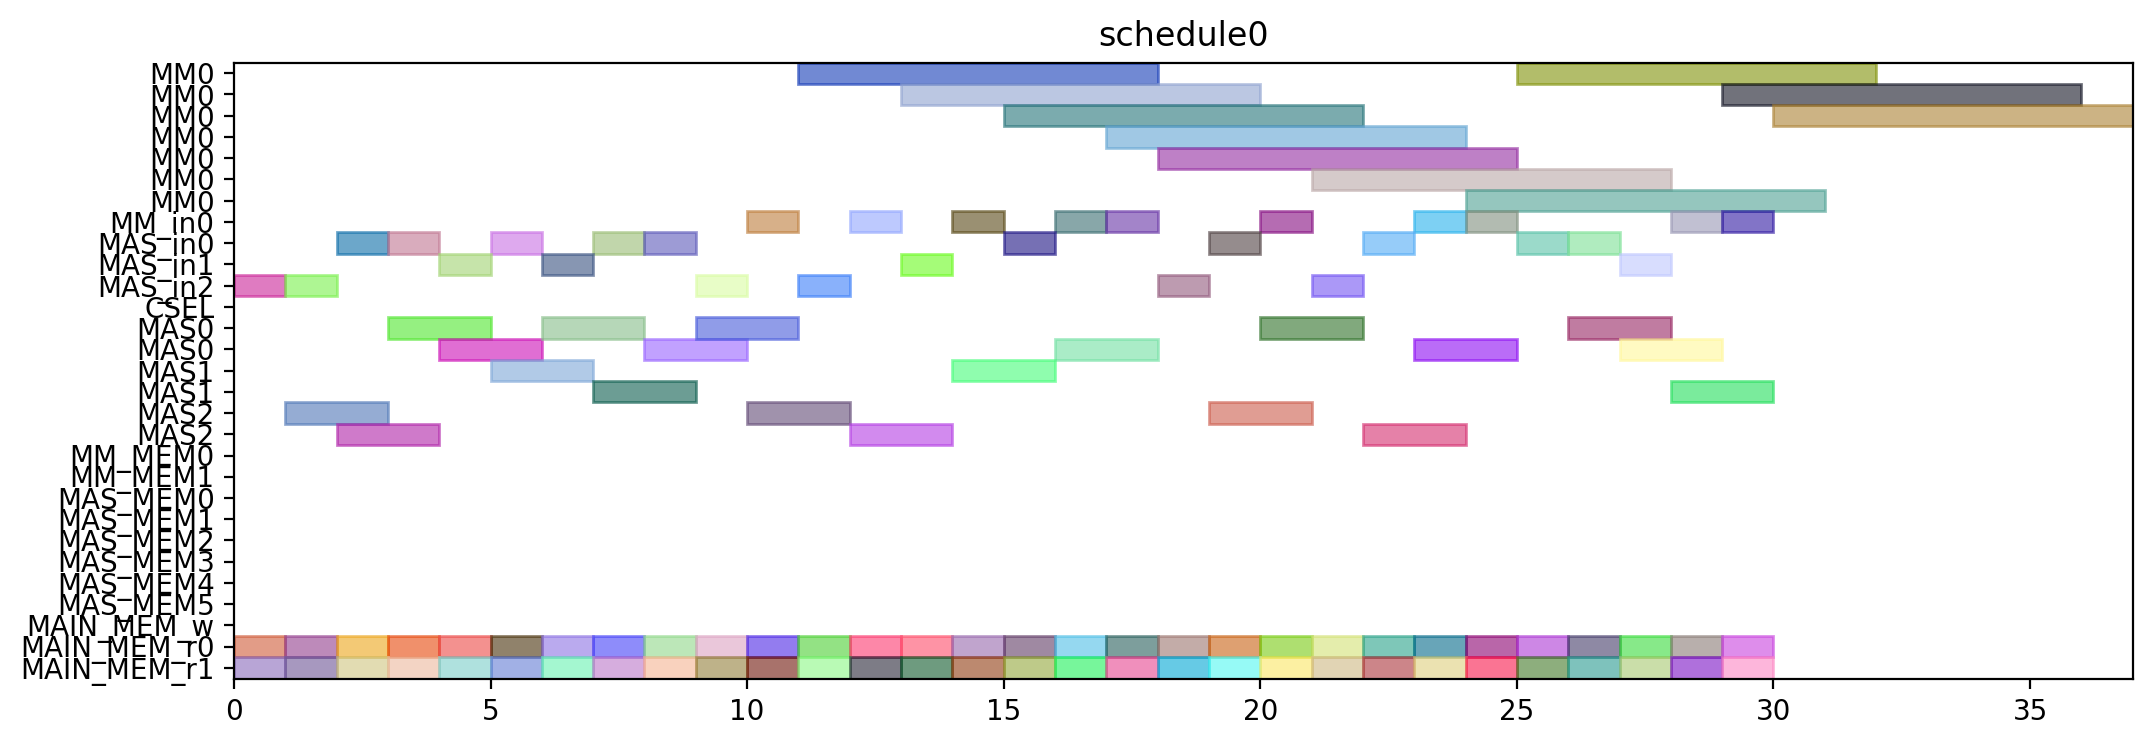 schedule0
MM0
MM0
MM0
MM0
MM0
MM0
MM0
MM_in0
MAS_in0
MAS_in1
MAS_in2
CSEL
MAS0
MAS0
MAS1
MAS1
MAS2
MAS2
MM_MEM0
MM_MEM1
MAS_MEM0
MAS_MEM1
MAS_MEM2
MAS_MEM3
MAS_MEM4
MAS_MEM5
MAIN_MEM_w
MAIN_MEM_r0
MAIN_MEM_r1
0 5 10 15 20 25 30 35